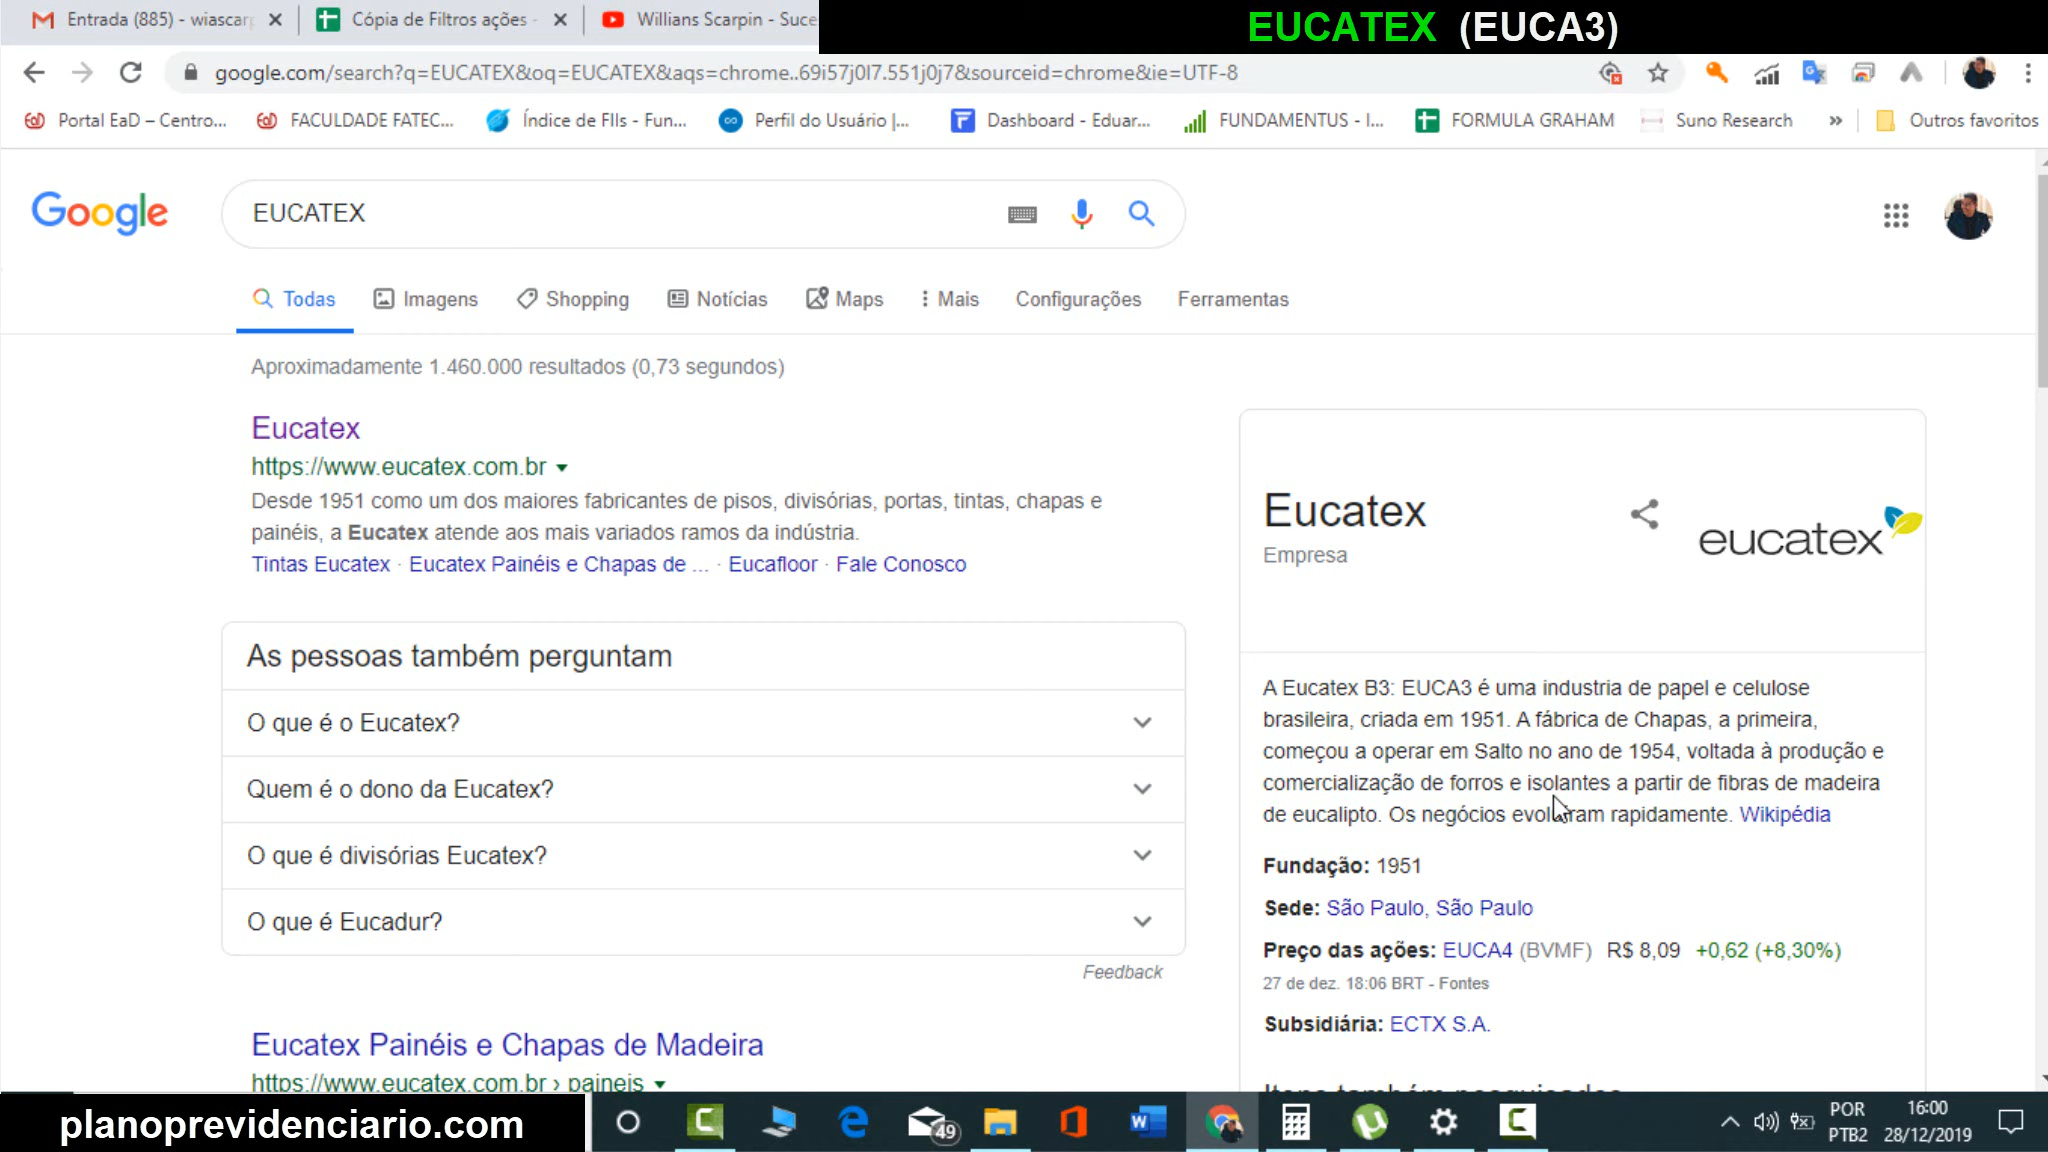 Entrada (885) - wiascar
Cópia de Filtros ações -
Willians Scarpin - Suce
EUCATEX (EUCA3)
google.com/search?q=EUCATEX&oq=EUCATEX&aqs=chrome..69i57j0l7.551j0j7&sourceid=chrome&ie=UTF-8
Portal EaD – Centro...
FACULDADE FATEC...
Índice de FIIs - Fun...
Perfil do Usuário |...
Dashboard - Eduar...
FUNDAMENTUS - I...
FORMULA GRAHAM
Suno Research
»
Outros favoritos
Google
EUCATEX
Todas
Imagens
Shopping
Notícias
Maps
Mais
Configurações
Ferramentas
Aproximadamente 1.460.000 resultados (0,73 segundos)
Eucatex
https://www.eucatex.com.br
Desde 1951 como um dos maiores fabricantes de pisos, divisórias, portas, tintas, chapas e
painéis, a Eucatex atende aos mais variados ramos da indústria.
Tintas Eucatex · Eucatex Painéis e Chapas de ... · Eucafloor · Fale Conosco
As pessoas também perguntam
O que é o Eucatex?
Quem é o dono da Eucatex?
O que é divisórias Eucatex?
O que é Eucadur?
Feedback
Eucatex Painéis e Chapas de Madeira
https://www.eucatex.com.br › paineis
Eucatex
Empresa
eucatex
A Eucatex B3: EUCA3 é uma industria de papel e celulose
brasileira, criada em 1951. A fábrica de Chapas, a primeira,
começou a operar em Salto no ano de 1954, voltada à produção e
comercialização de forros e isolantes a partir de fibras de madeira
de eucalipto. Os negócios evoluíram rapidamente. Wikipédia
Fundação: 1951
Sede: São Paulo, São Paulo
Preço das ações: EUCA4 (BVMF) R$ 8,09 +0,62 (+8,30%)
27 de dez. 18:06 BRT - Fontes
Subsidiária: ECTX S.A.
Itens também pesquisados
planoprevidenciario.com
49
POR
PTB2
16:00
28/12/2019